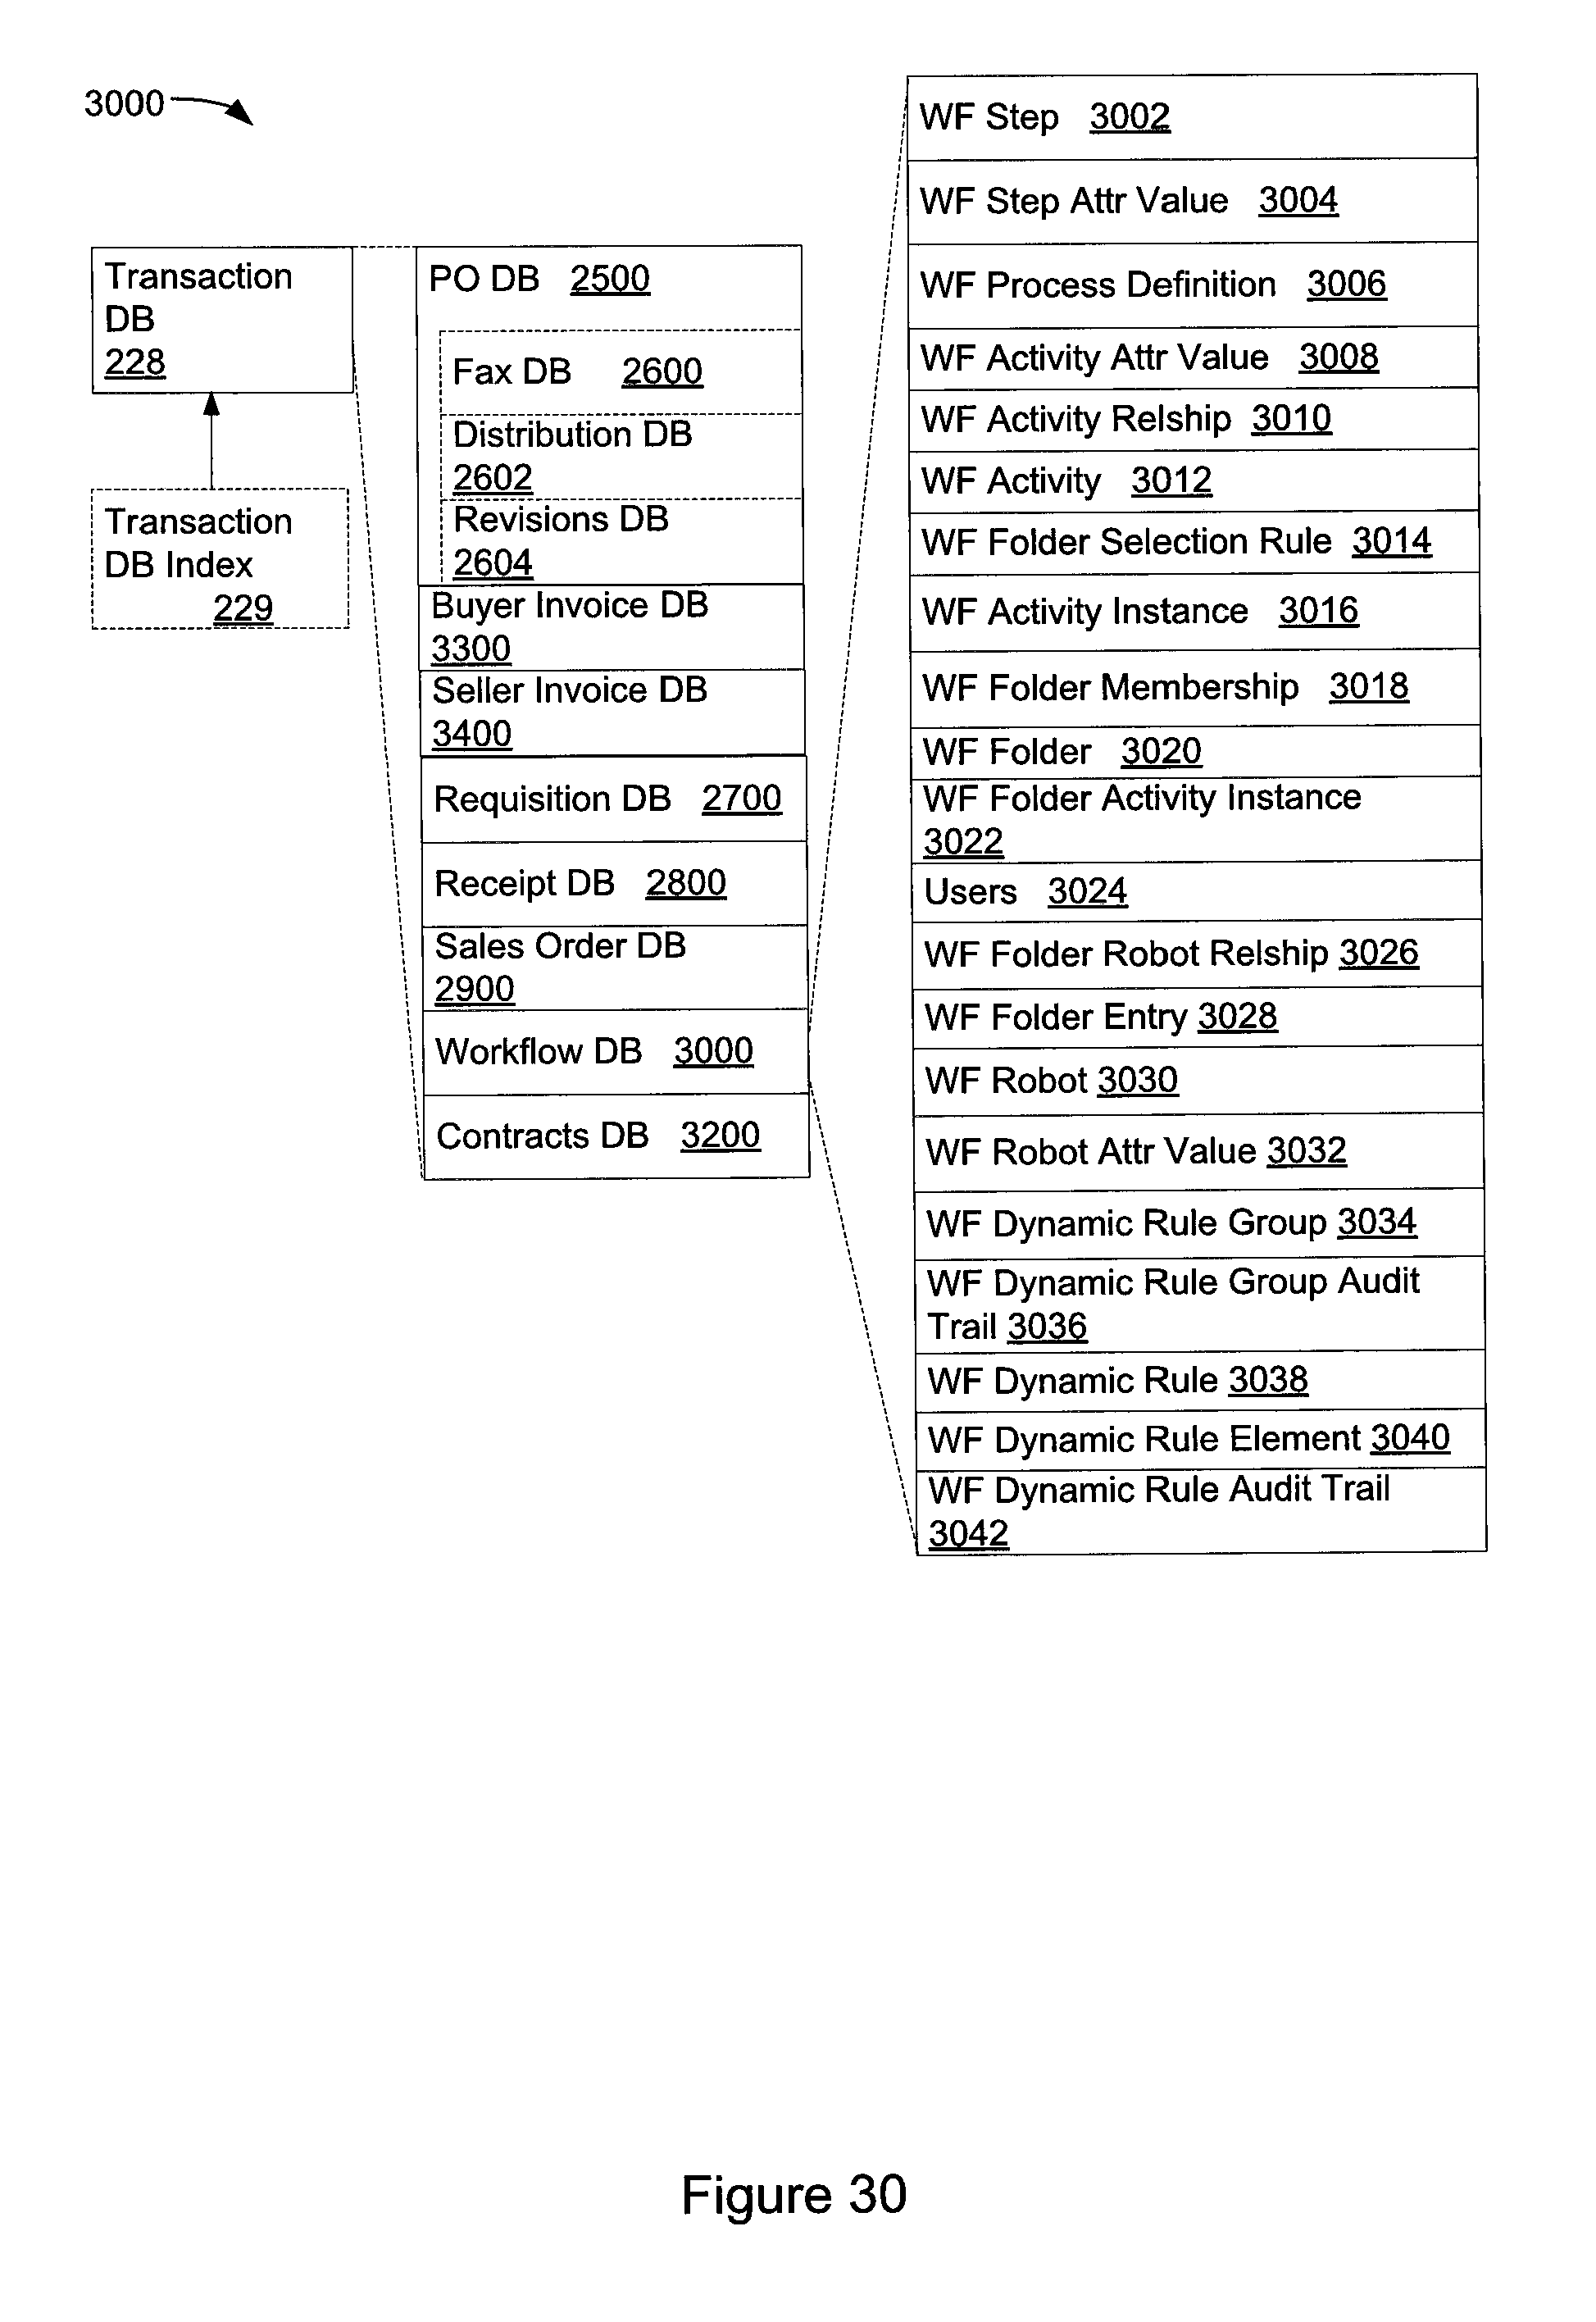 3000
Transaction
DB
228
Transaction
DB Index
229
PO DB 2500
Fax DB 2600
Distribution DB
2602
Revisions DB
2604
Buyer Invoice DB
3300
Seller Invoice DB
3400
Requisition DB 2700
Receipt DB 2800
Sales Order DB
2900
Workflow DB 3000
Contracts DB 3200
WF Step 3002
WF Step Attr Value 3004
WF Process Definition 3006
WF Activity Attr Value 3008
WF Activity Relship 3010
WF Activity 3012
WF Folder Selection Rule 3014
WF Activity Instance 3016
WF Folder Membership 3018
WF Folder 3020
WF Folder Activity Instance
3022
Users 3024
WF Folder Robot Relship 3026
WF Folder Entry 3028
WF Robot 3030
WF Robot Attr Value 3032
WF Dynamic Rule Group 3034
WF Dynamic Rule Group Audit
Trail 3036
WF Dynamic Rule 3038
WF Dynamic Rule Element 3040
WF Dynamic Rule Audit Trail
3042
Figure 30